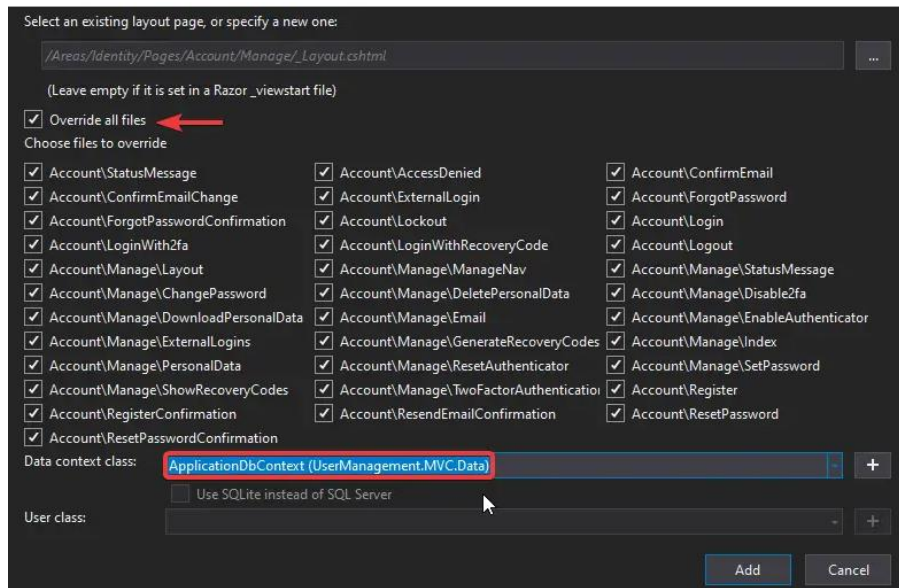 Select an existing layout page, or specify a new one:
/Areas/Identity/Pages/Account/Manage/_Layout.cshtml
...
(Leave empty if it is set in a Razor _viewstart file)
Override all files
Choose files to override
Account\StatusMessage Account\AccessDenied Account\ConfirmEmail
Account\ConfirmEmailChange Account\ExternalLogin Account\ForgotPassword
Account\ForgotPasswordConfirmation Account\Lockout Account\Login
Account\LoginWith2fa Account\LoginWithRecoveryCode Account\Logout
Account\Manage\Layout Account\Manage\ManageNav Account\Manage\StatusMessage
Account\Manage\ChangePassword Account\Manage\DeletePersonalData Account\Manage\Disable2fa
Account\Manage\DownloadPersonalData Account\Manage\Email Account\Manage\EnableAuthenticator
Account\Manage\ExternalLogins Account\Manage\GenerateRecoveryCodes Account\Manage\Index
Account\Manage\PersonalData Account\Manage\ResetAuthenticator Account\Manage\SetPassword
Account\Manage\ShowRecoveryCodes Account\Manage\TwoFactorAuthentication Account\Register
Account\RegisterConfirmation Account\ResendEmailConfirmation Account\ResetPassword
Account\ResetPasswordConfirmation
Data context class: ApplicationDbContext (UserManagement.MVC.Data) +
Use SQLite instead of SQL Server
User class: +
Add Cancel